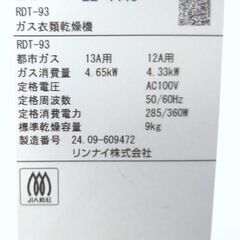 RDT-93
ガス衣類乾燥機
RDT-93
都市ガス 13A用 12A用
ガス消費量 4.65kW 4.33kW
定格電圧 AC100V
定格周波数 50/60Hz
定格消費電力 285/360W
標準乾燥容量 9kg
製造番号 24.09-609472
リンナイ株式会社